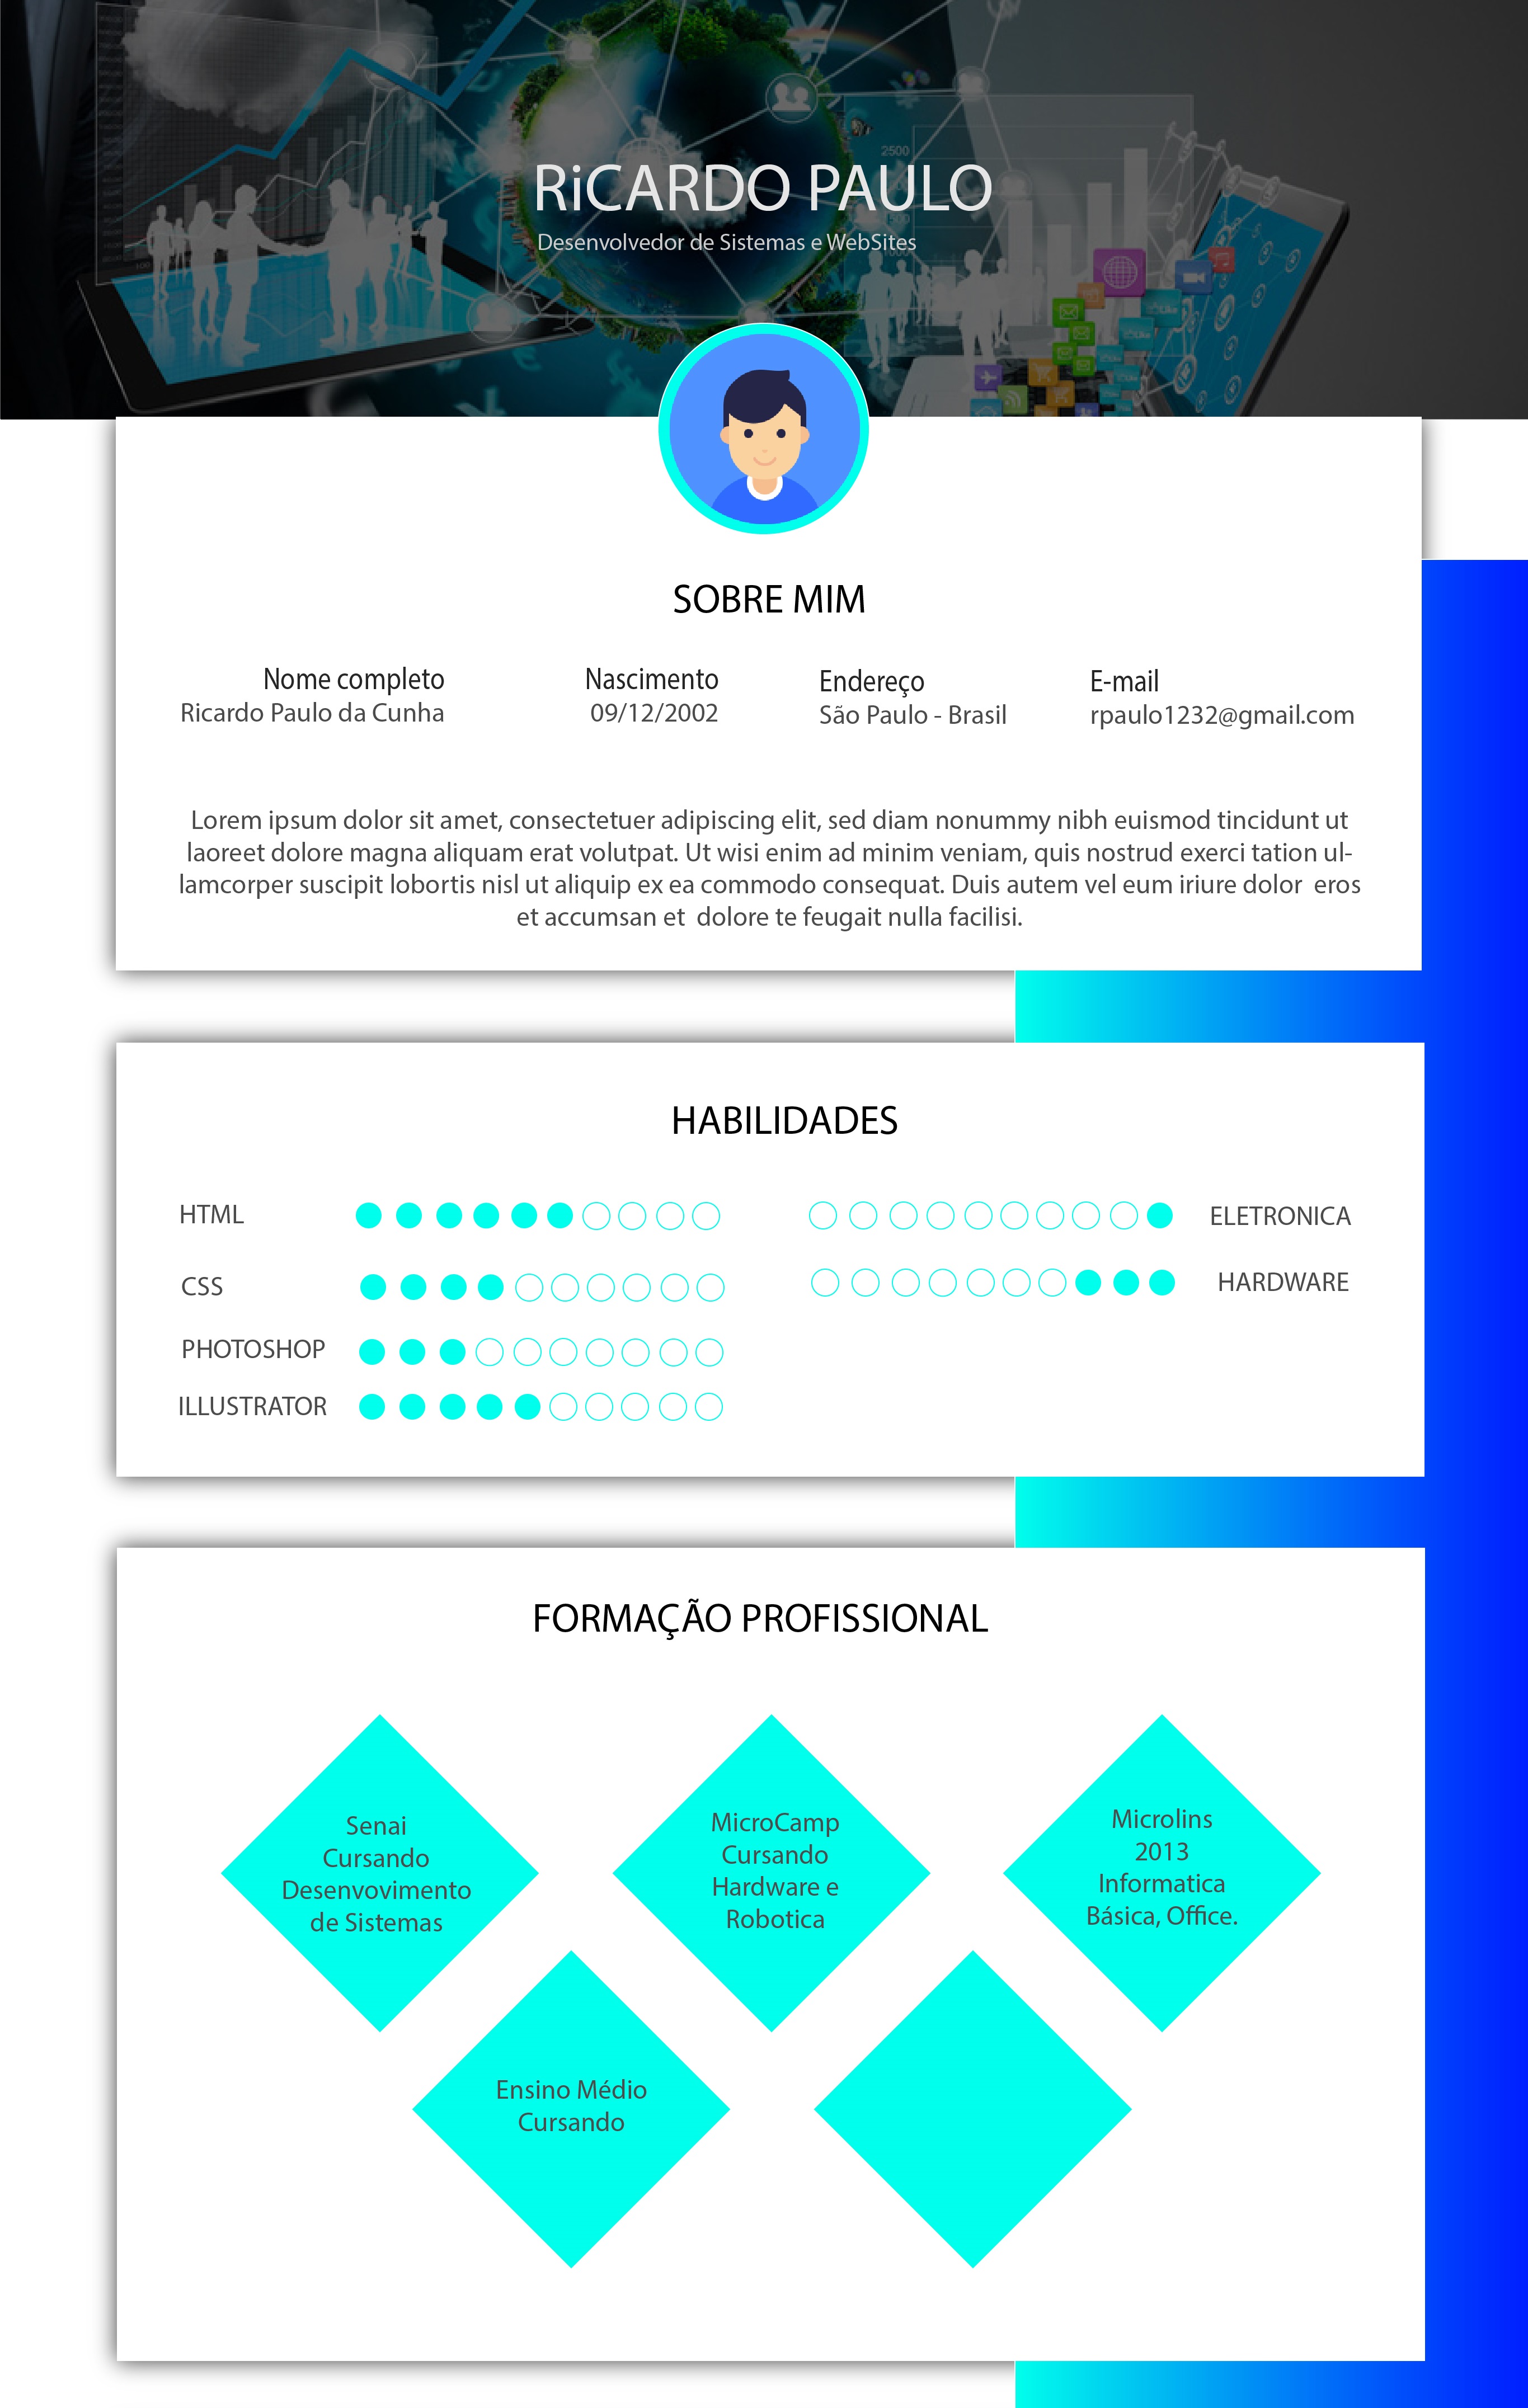 RiCARDO PAULO
Desenvolvedor de Sistemas e WebSites
2500
SOBRE MIM
Nome completo
Ricardo Paulo da Cunha
Nascimento
09/12/2002
Endereço
São Paulo - Brasil
E-mail
rpaulo1232@gmail.com
Lorem ipsum dolor sit amet, consectetuer adipiscing elit, sed diam nonummy nibh euismod tincidunt ut
laoreet dolore magna aliquam erat volutpat. Ut wisi enim ad minim veniam, quis nostrud exerci tation ul-
lamcorper suscipit lobortis nisl ut aliquip ex ea commodo consequat. Duis autem vel eum iriure dolor  eros
et accumsan et  dolore te feugait nulla facilisi.
HABILIDADES
HTML
ELETRONICA
CSS
HARDWARE
PHOTOSHOP
ILLUSTRATOR
FORMAÇÃO PROFISSIONAL
Senai
Cursando
Desenvovimento
de Sistemas
MicroCamp
Cursando
Hardware e
Robotica
Microlins
2013
Informatica
Básica, Office.
Ensino Médio
Cursando